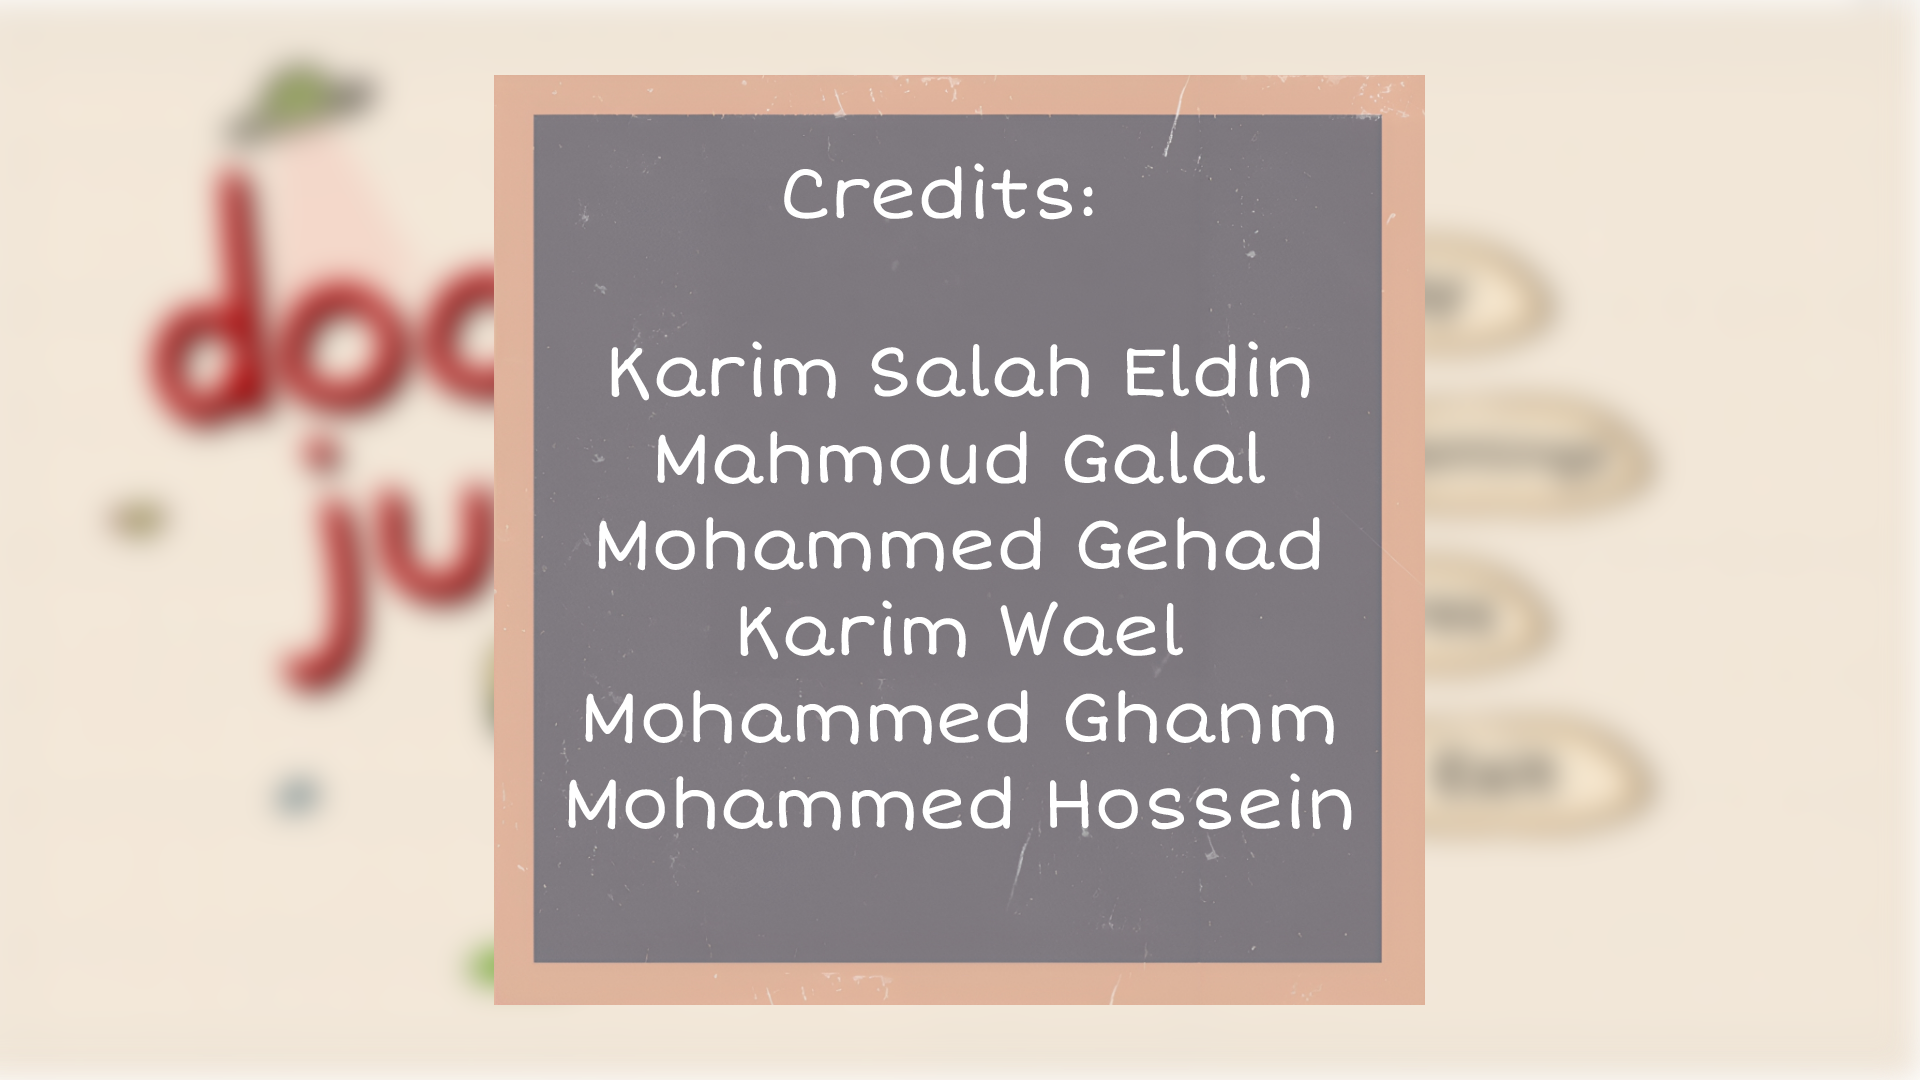 Credits:
Karim Salah Eldin
Mahmoud Galal
Mohammed Gehad
Karim Wael
Mohammed Ghanm
Mohammed Hossein